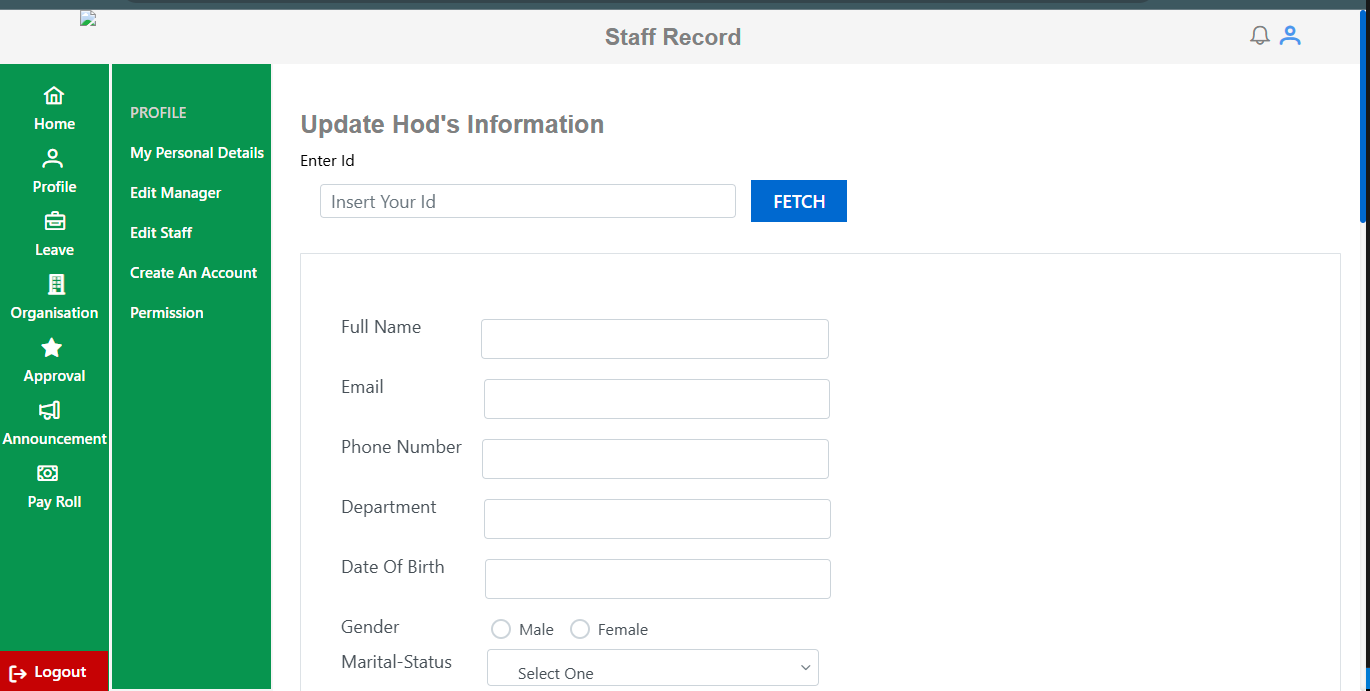 Staff Record
Home
Profile
Leave
Organisation
Approval
Announcement
Pay Roll
Logout
PROFILE
My Personal Details
Edit Manager
Edit Staff
Create An Account
Permission
Update Hod's Information
Enter Id
Insert Your Id
FETCH
Full Name
Email
Phone Number
Department
Date Of Birth
Gender Male Female
Marital-Status Select One